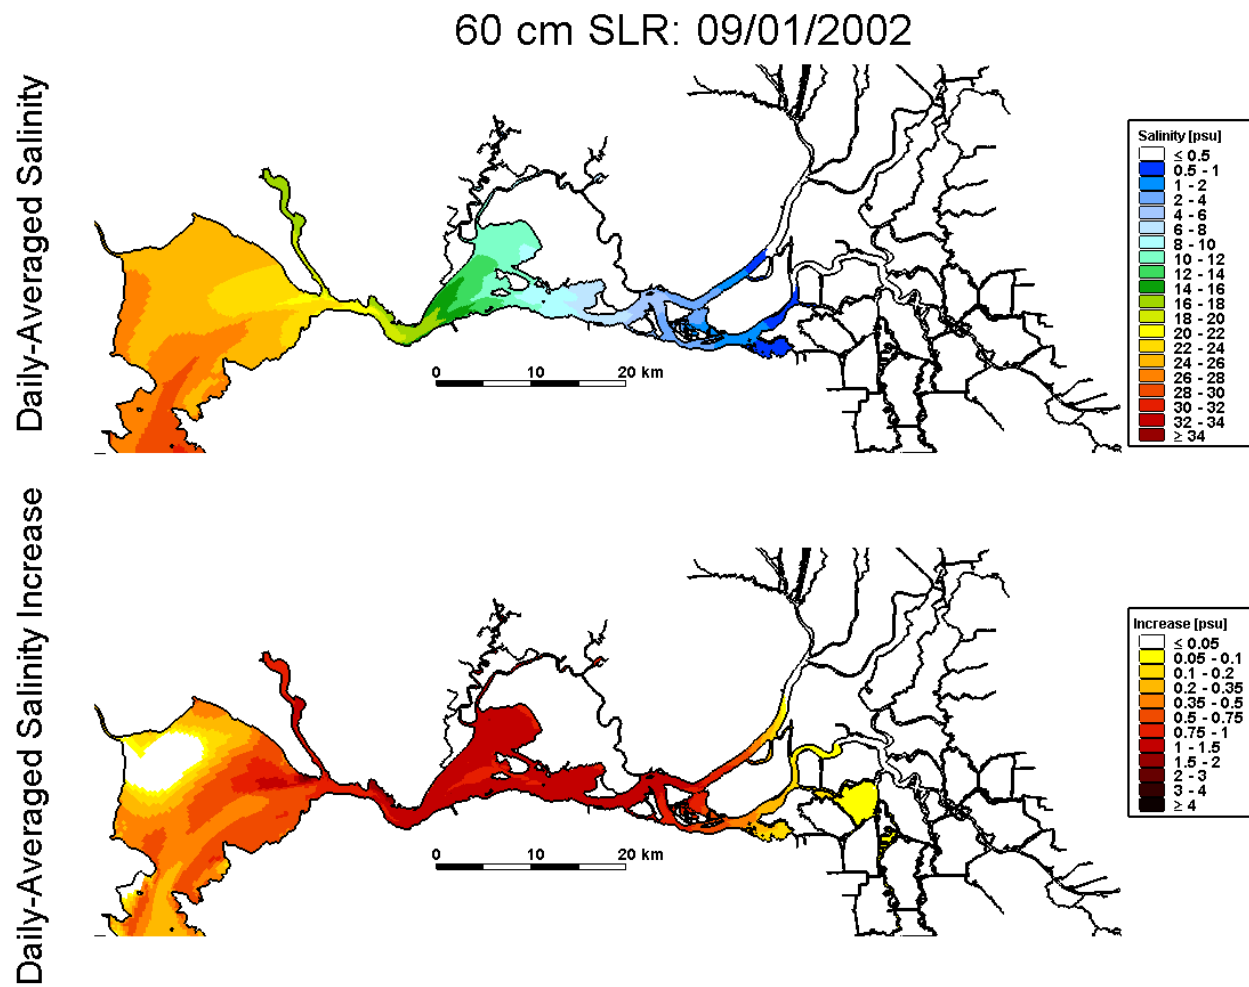 60 cm SLR: 09/01/2002
Daily-Averaged Salinity
Salinity [psu]
≤ 0.5
0.5 - 1
1 - 2
2 - 4
4 - 6
6 - 8
8 - 10
10 - 12
12 - 14
14 - 16
16 - 18
18 - 20
20 - 22
22 - 24
24 - 26
26 - 28
28 - 30
30 - 32
32 - 34
≥ 34
0 10 20 km
Daily-Averaged Salinity Increase
Increase [psu]
≤ 0.05
0.05 - 0.1
0.1 - 0.2
0.2 - 0.35
0.35 - 0.5
0.5 - 0.75
0.75 - 1
1 - 1.5
1.5 - 2
2 - 3
3 - 4
≥ 4
0 10 20 km